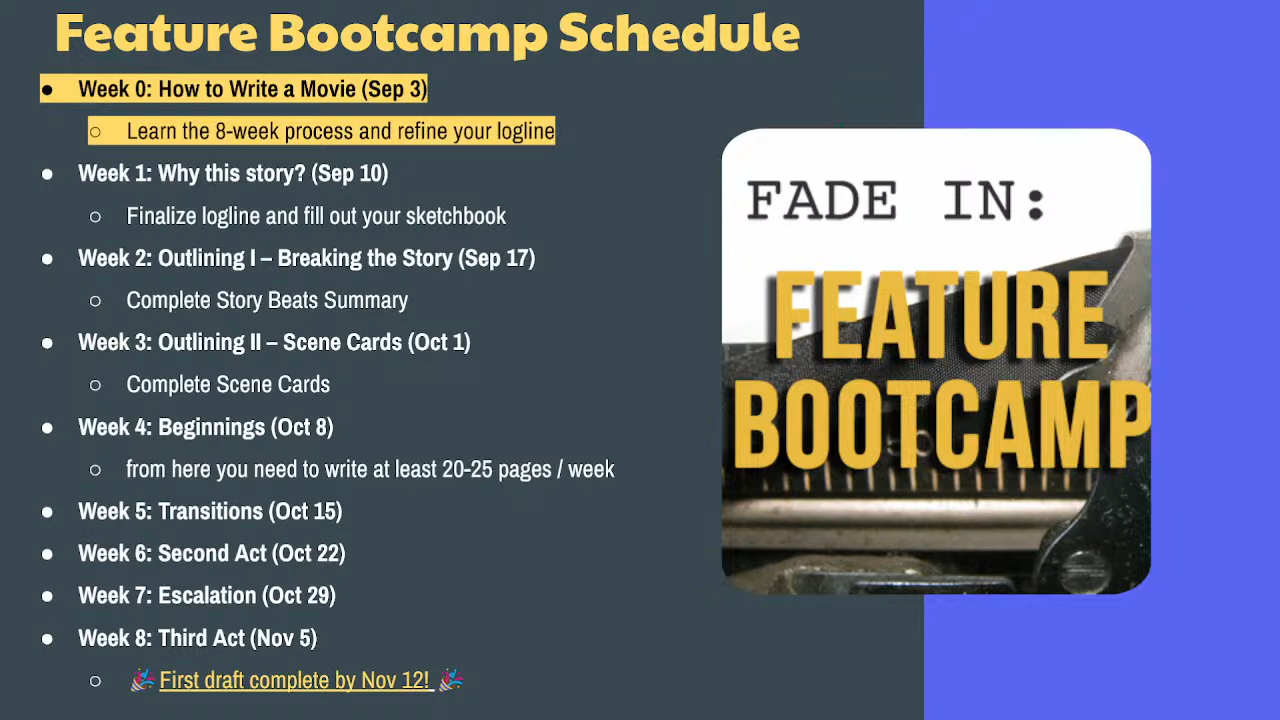 Feature Bootcamp Schedule
● Week 0: How to Write a Movie (Sep 3)
○ Learn the 8-week process and refine your logline
● Week 1: Why this story? (Sep 10)
○ Finalize logline and fill out your sketchbook
● Week 2: Outlining I – Breaking the Story (Sep 17)
○ Complete Story Beats Summary
● Week 3: Outlining II – Scene Cards (Oct 1)
○ Complete Scene Cards
● Week 4: Beginnings (Oct 8)
○ from here you need to write at least 20-25 pages / week
● Week 5: Transitions (Oct 15)
● Week 6: Second Act (Oct 22)
● Week 7: Escalation (Oct 29)
● Week 8: Third Act (Nov 5)
○ 🎉 First draft complete by Nov 12! 🎉
FADE IN:
FEATURE
BOOTCAMP